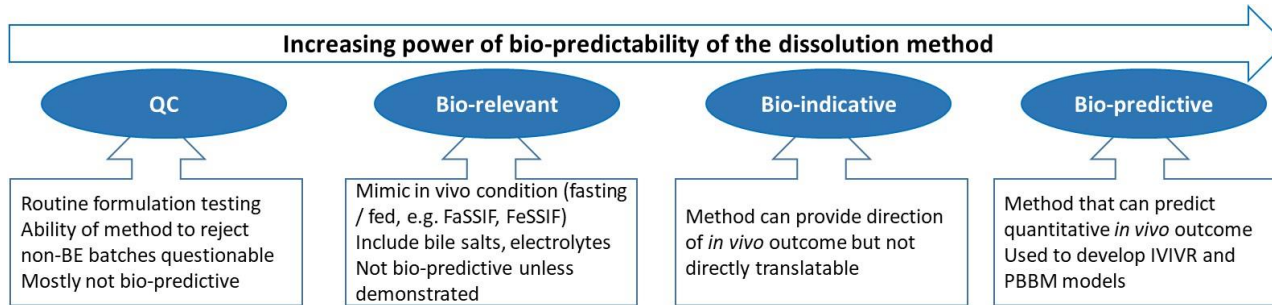 Increasing power of bio-predictability of the dissolution method
QC
Bio-relevant
Bio-indicative
Bio-predictive
Routine formulation testing
Ability of method to reject
non-BE batches questionable
Mostly not bio-predictive
Mimic in vivo condition (fasting
/ fed, e.g. FaSSIF, FeSSIF)
Include bile salts, electrolytes
Not bio-predictive unless
demonstrated
Method can provide direction
of in vivo outcome but not
directly translatable
Method that can predict
quantitative in vivo outcome
Used to develop IVIVR and
PBBM models